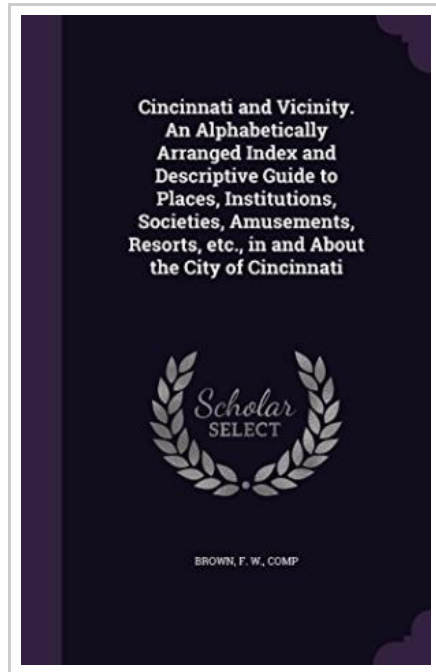 Cincinnati and Vicinity.
An Alphabetically
Arranged Index and
Descriptive Guide to
Places, Institutions,
Societies, Amusements,
Resorts, etc., in and About
the City of Cincinnati
Scholar
SELECT
BROWN, F. W., COMP